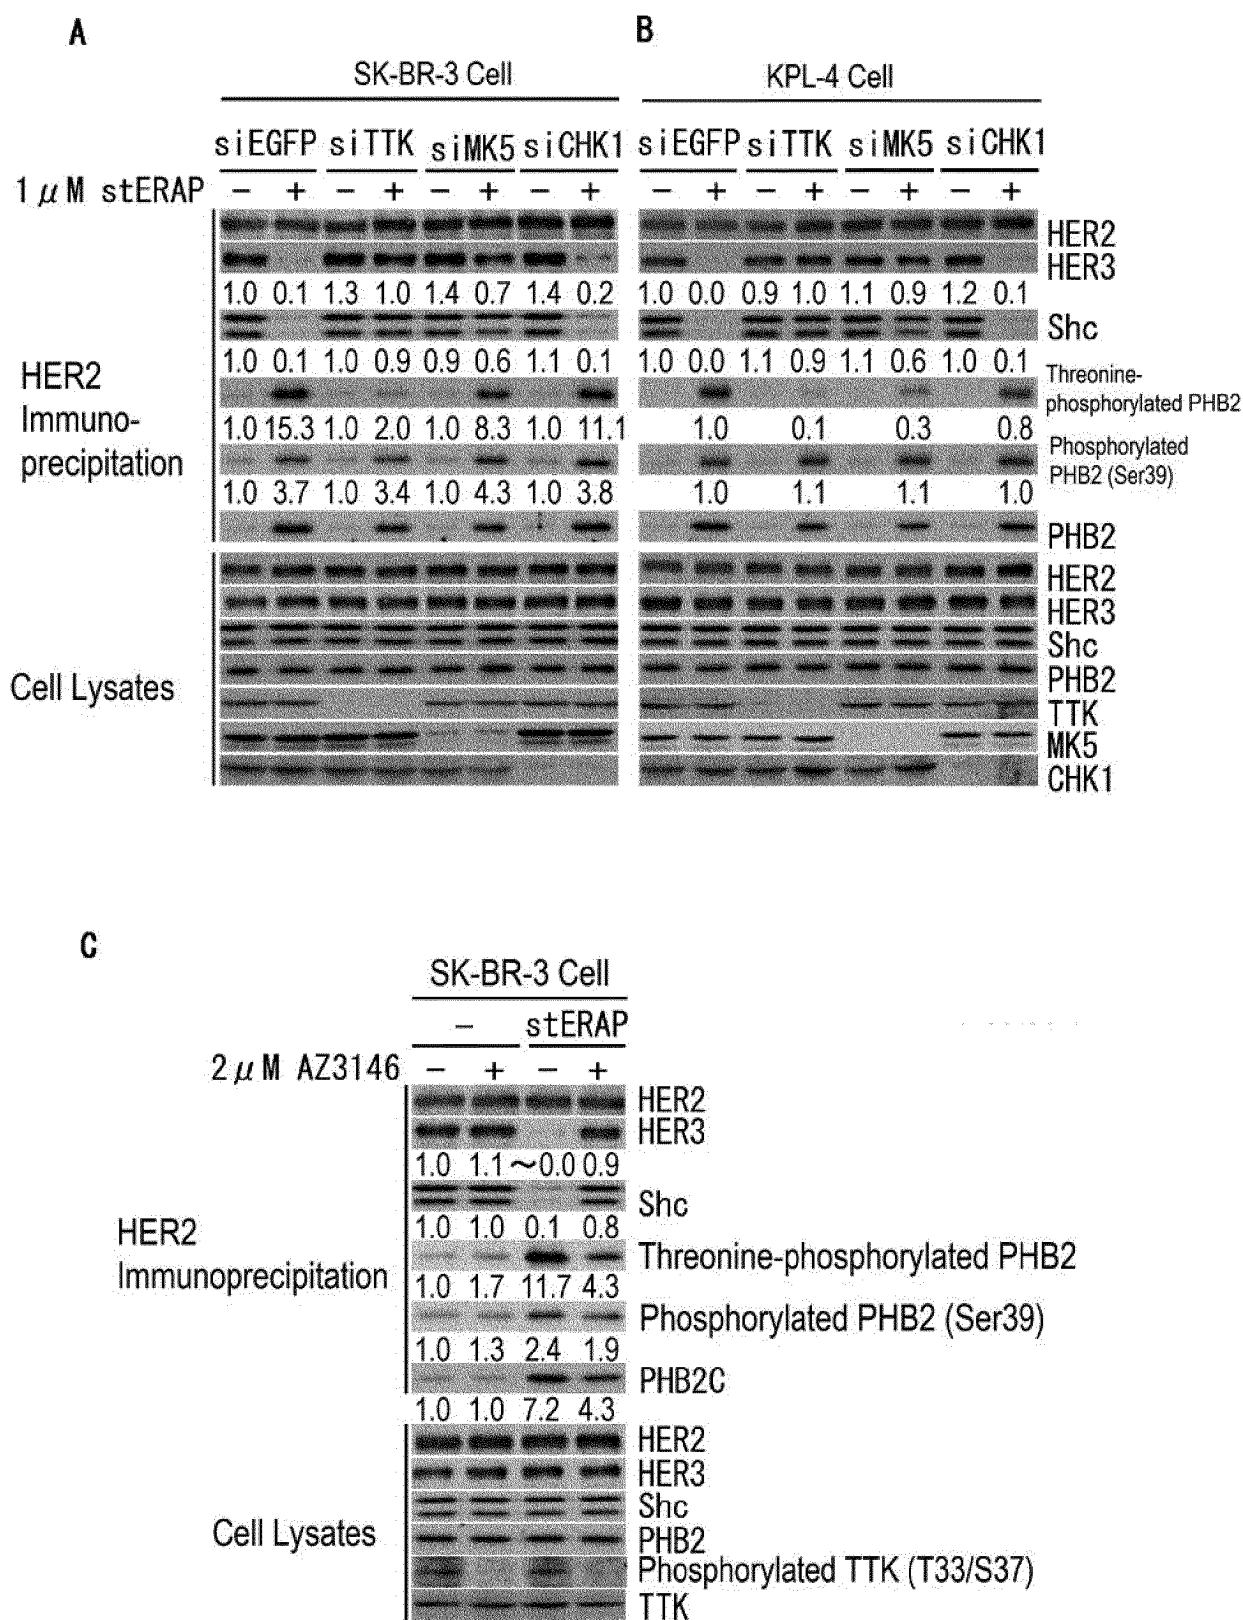 A
B
SK-BR-3 Cell
KPL-4 Cell
siEGFP siTTK siMK5 siCHK1
siEGFP siTTK siMK5 siCHK1
1 μM stERAP − + − + − + − +
− + − + − + − +
HER2
HER3
1.0 0.1 1.3 1.0 1.4 0.7 1.4 0.2
1.0 0.0 0.9 1.0 1.1 0.9 1.2 0.1
Shc
1.0 0.1 1.0 0.9 0.9 0.6 1.1 0.1
1.0 0.0 1.1 0.9 1.1 0.6 1.0 0.1
HER2
Immuno-
precipitation
Threonine-
phosphorylated PHB2
1.0 15.3 1.0 2.0 1.0 8.3 1.0 11.1
1.0 0.1 0.3 0.8
Phosphorylated
PHB2 (Ser39)
1.0 3.7 1.0 3.4 1.0 4.3 1.0 3.8
1.0 1.1 1.1 1.0
PHB2
HER2
HER3
Shc
Cell Lysates
PHB2
TTK
MK5
CHK1
C
SK-BR-3 Cell
− stERAP
2 μM AZ3146 − + − +
HER2
HER3
1.0 1.1 ~0.0 0.9
Shc
1.0 1.0 0.1 0.8
HER2
Immunoprecipitation
Threonine-phosphorylated PHB2
1.0 1.7 11.7 4.3
Phosphorylated PHB2 (Ser39)
1.0 1.3 2.4 1.9
PHB2C
1.0 1.0 7.2 4.3
HER2
HER3
Shc
Cell Lysates
PHB2
Phosphorylated TTK (T33/S37)
TTK